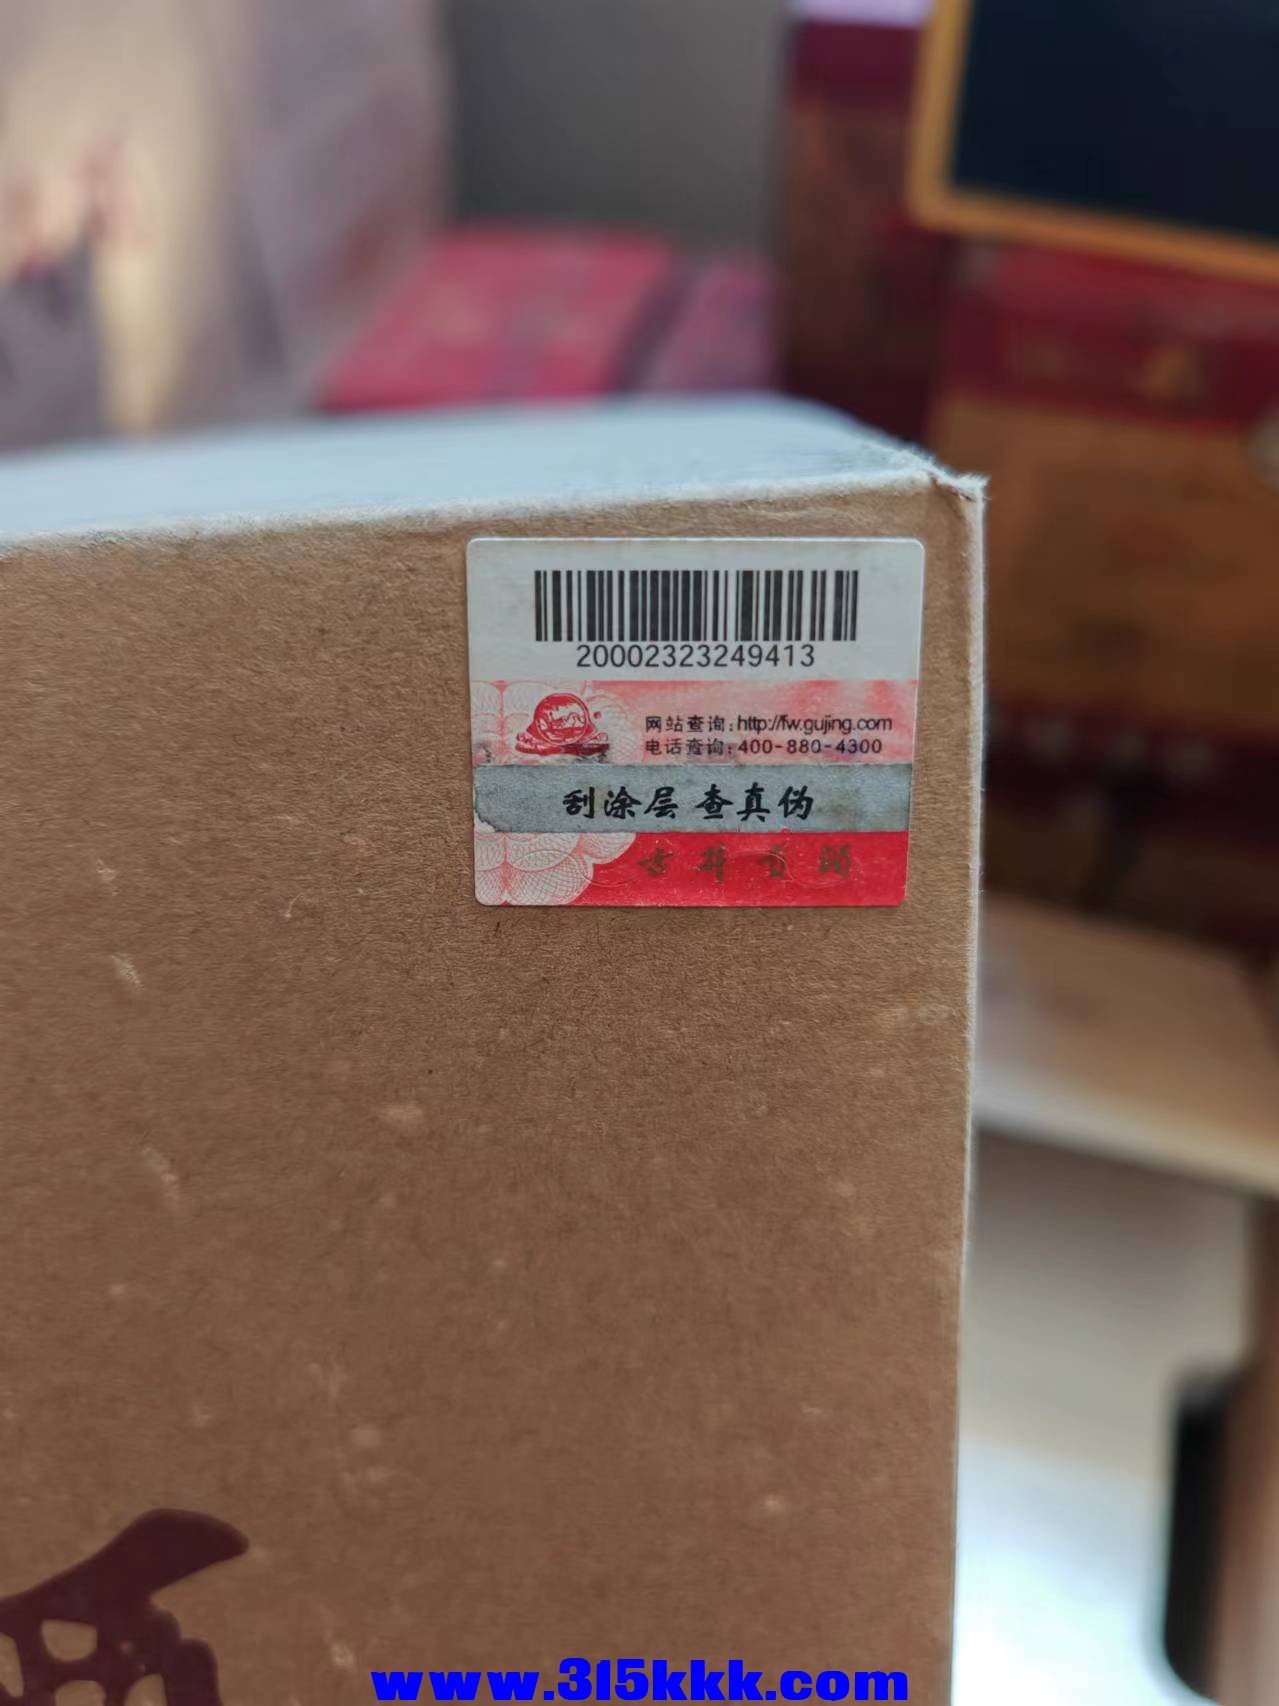 20002323249413
网站查询:http://fw.gujing.com
电话查询:400-880-4300
刮涂层 查真伪
古井贡酒
www.315kkk.com